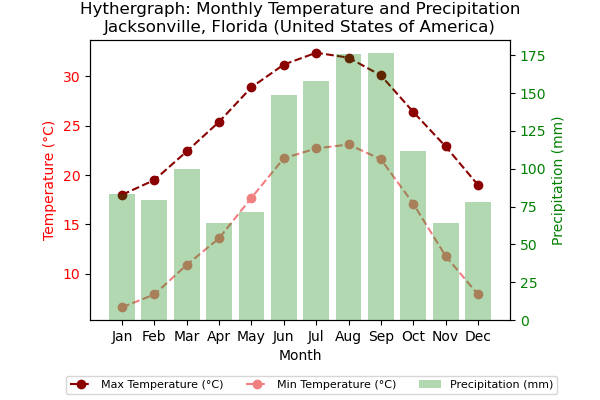 Hythergraph: Monthly Temperature and Precipitation
Jacksonville, Florida (United States of America)
Temperature (°C)
30
25
20
15
10
175
150
125
100
75
50
25
0
Precipitation (mm)
Jan Feb Mar Apr May Jun Jul Aug Sep Oct Nov Dec
Month
Max Temperature (°C) Min Temperature (°C) Precipitation (mm)